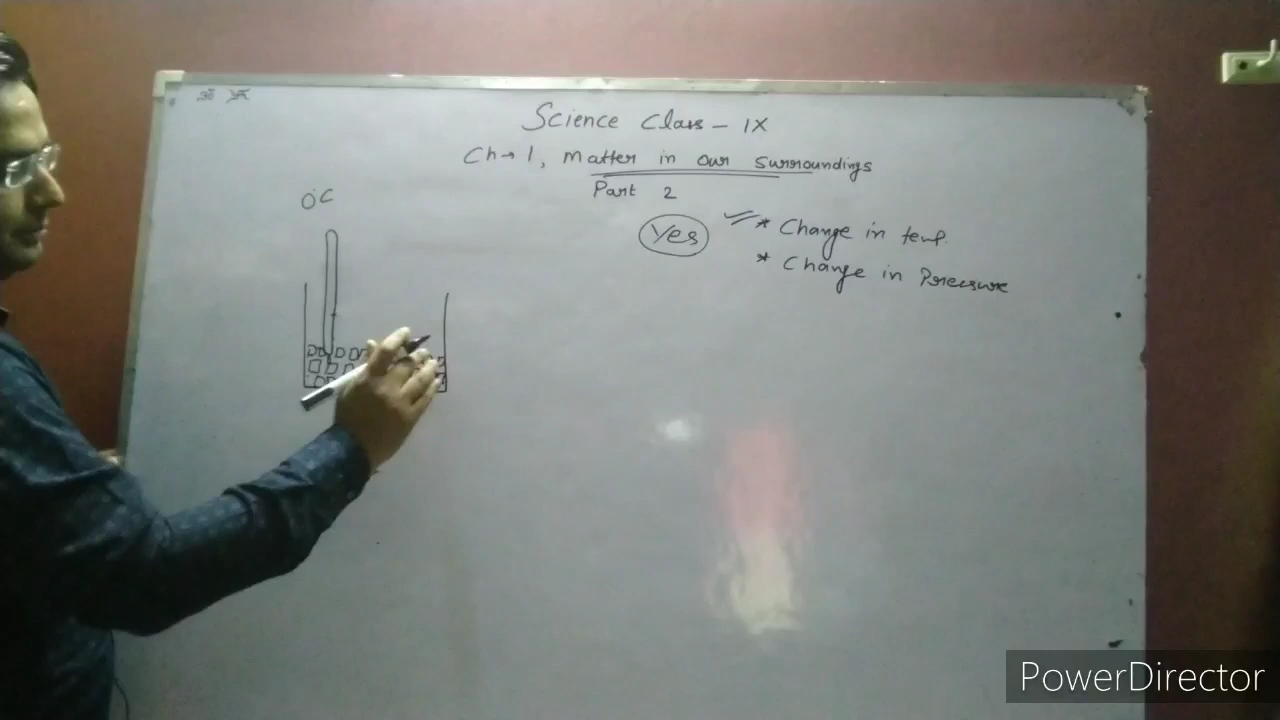 Science Class - IX
Ch→ 1, Matter in our surroundings
Part 2
0°C
Yes
* Change in temp.
* Change in Pressure
PowerDirector